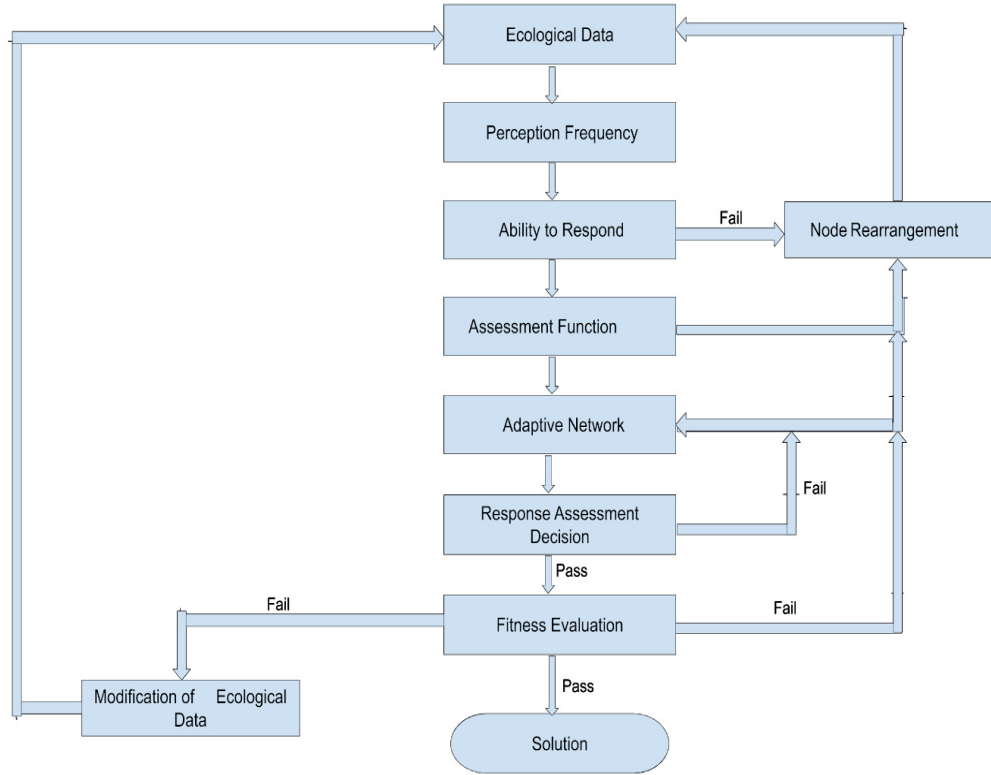 Ecological Data
Perception Frequency
Ability to Respond
Fail
Node Rearrangement
Assessment Function
Adaptive Network
Response Assessment
Decision
Fail
Pass
Fail
Fitness Evaluation
Fail
Pass
Modification of Ecological
Data
Solution